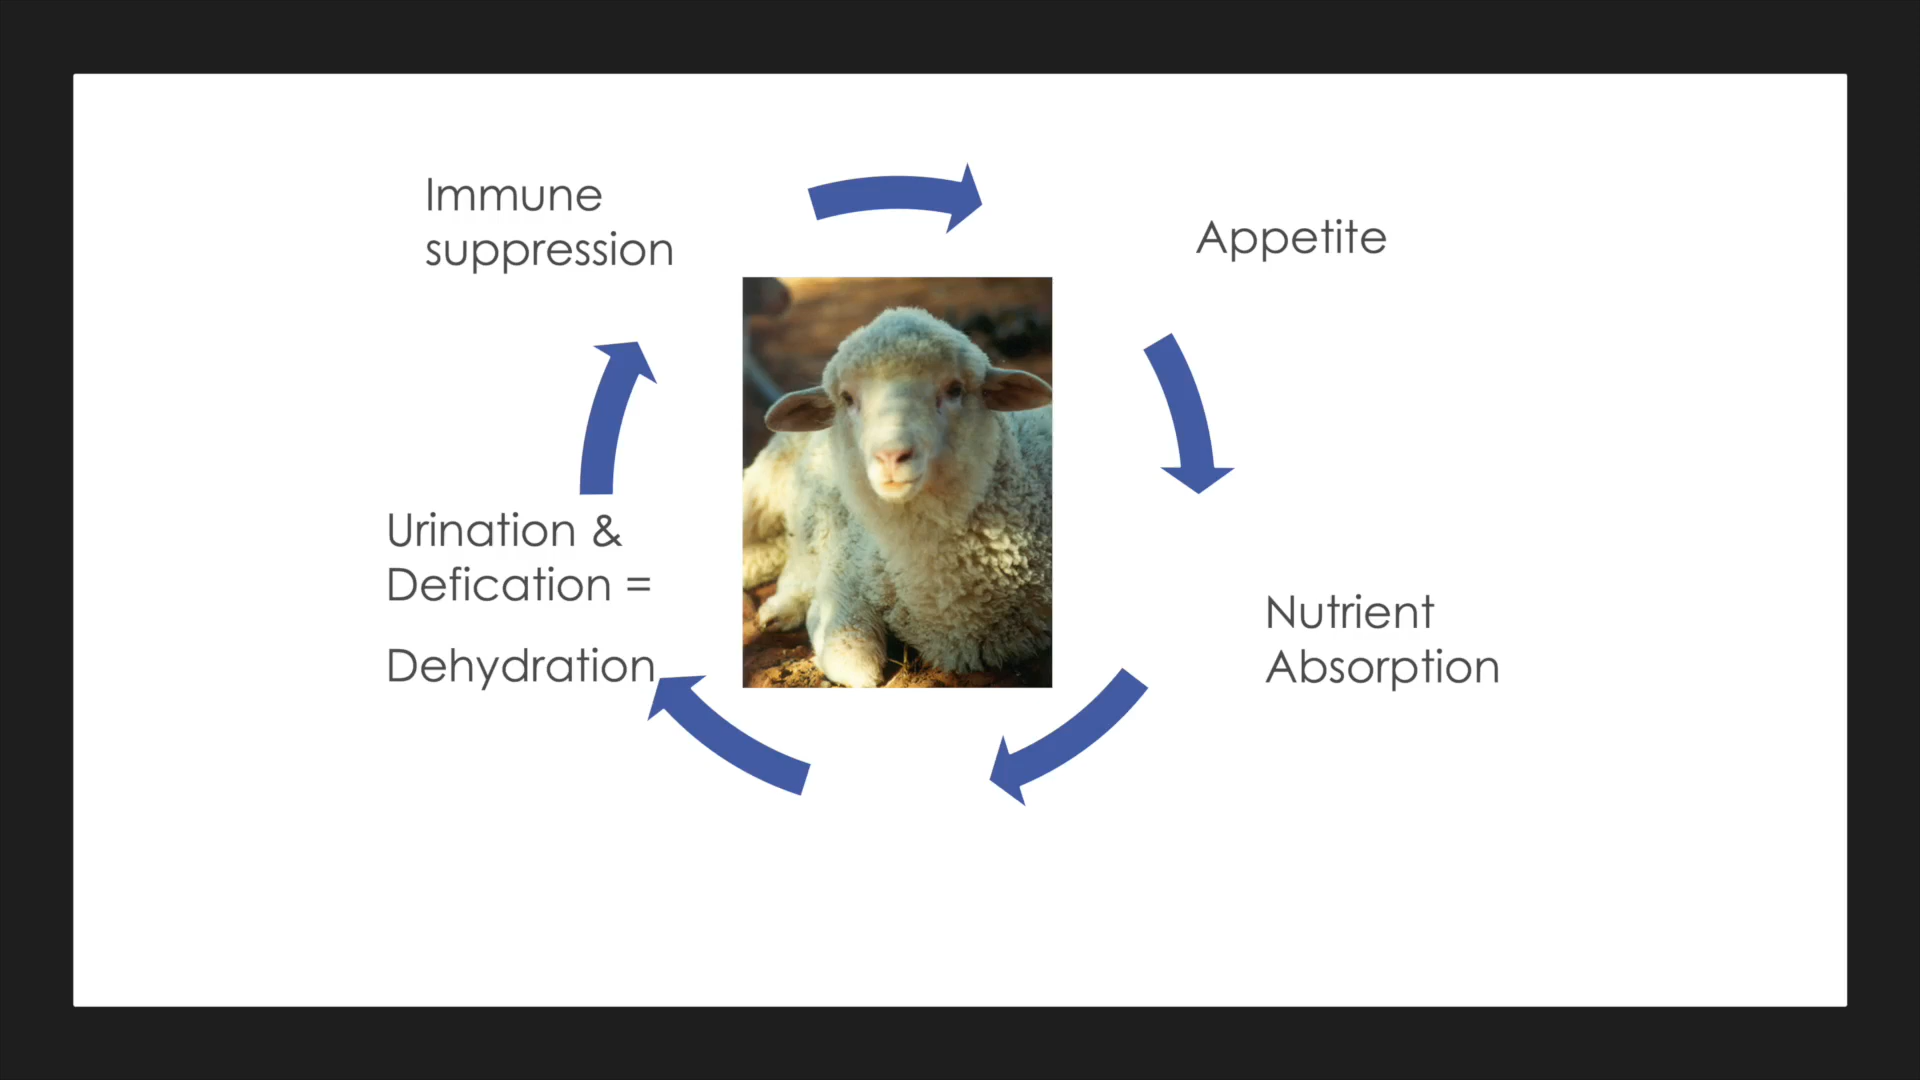 Immune
suppression
Appetite
Urination &
Defication =
Dehydration
Nutrient
Absorption